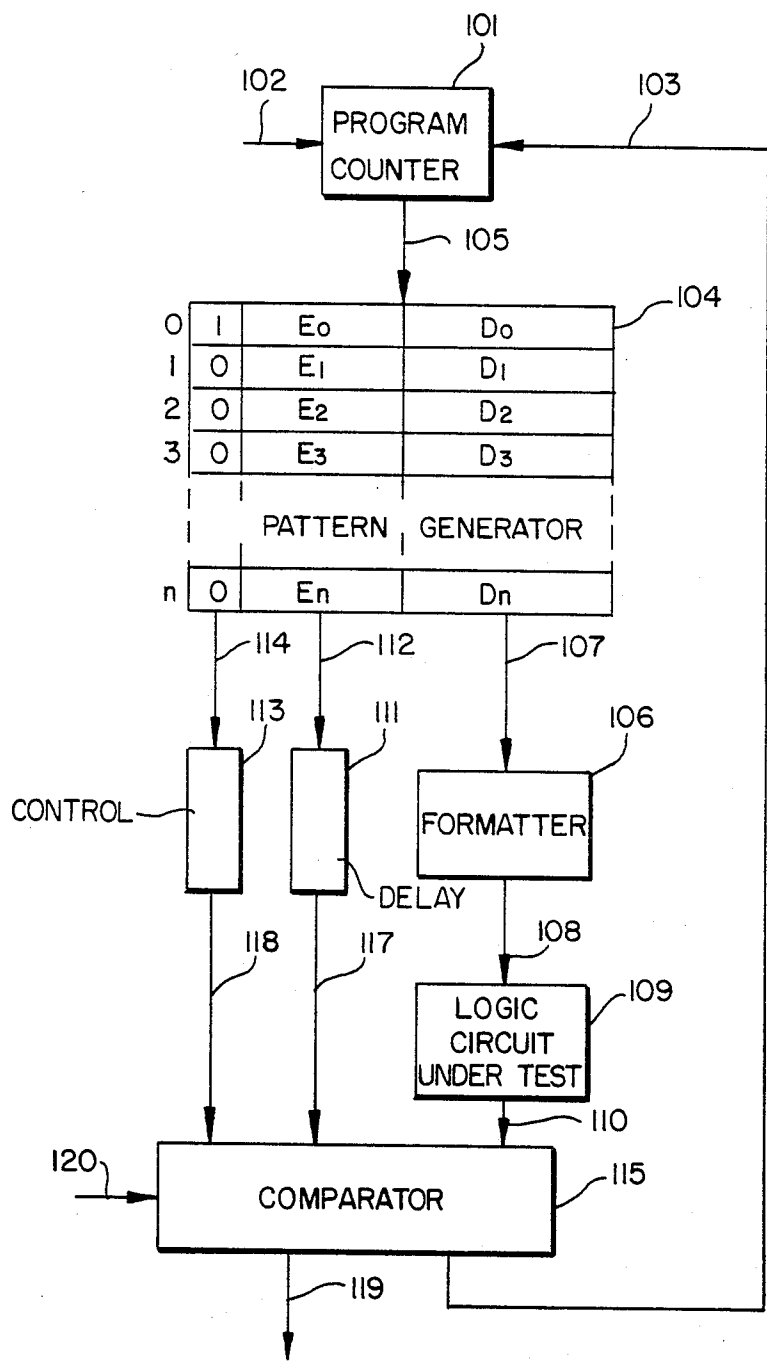 101
102
103
PROGRAM
COUNTER
105
104
0 1 E0 D0
1 0 E1 D1
2 0 E2 D2
3 0 E3 D3
PATTERN GENERATOR
n 0 En Dn
114
112
107
113
111
106
CONTROL
FORMATTER
DELAY
118
117
108
109
LOGIC
CIRCUIT
UNDER TEST
110
120
COMPARATOR
115
119